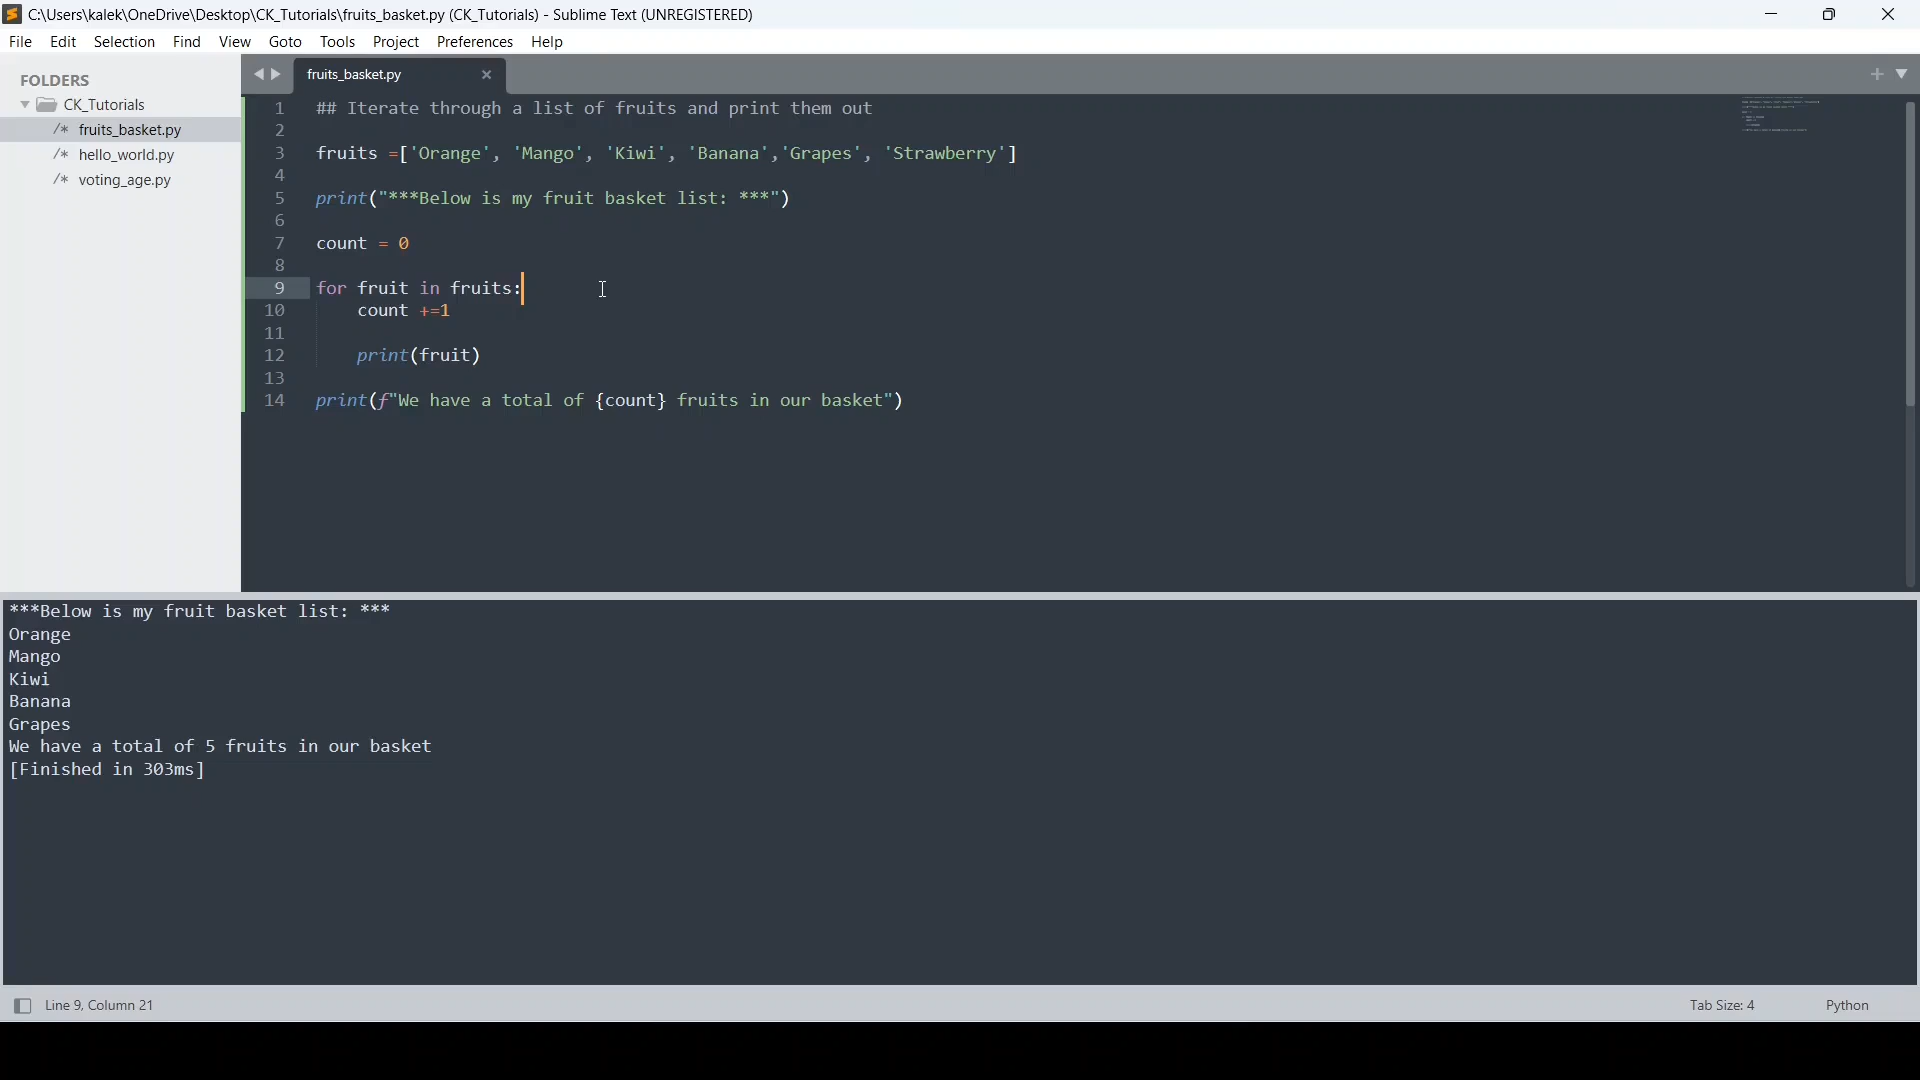 C:\Users\kalek\OneDrive\Desktop\CK_Tutorials\fruits_basket.py (CK_Tutorials) - Sublime Text (UNREGISTERED)
File Edit Selection Find View Goto Tools Project Preferences Help
FOLDERS
CK_Tutorials
/* fruits_basket.py
/* hello_world.py
/* voting_age.py
fruits_basket.py
1 ## Iterate through a list of fruits and print them out
2
3 fruits =['Orange', 'Mango', 'Kiwi', 'Banana','Grapes', 'Strawberry']
4
5 print("***Below is my fruit basket list: ***")
6
7 count = 0
8
9 for fruit in fruits:
10 count +=1
11
12 print(fruit)
13
14 print(f"We have a total of {count} fruits in our basket")
***Below is my fruit basket list: ***
Orange
Mango
Kiwi
Banana
Grapes
We have a total of 5 fruits in our basket
[Finished in 303ms]
Line 9, Column 21 Tab Size: 4 Python